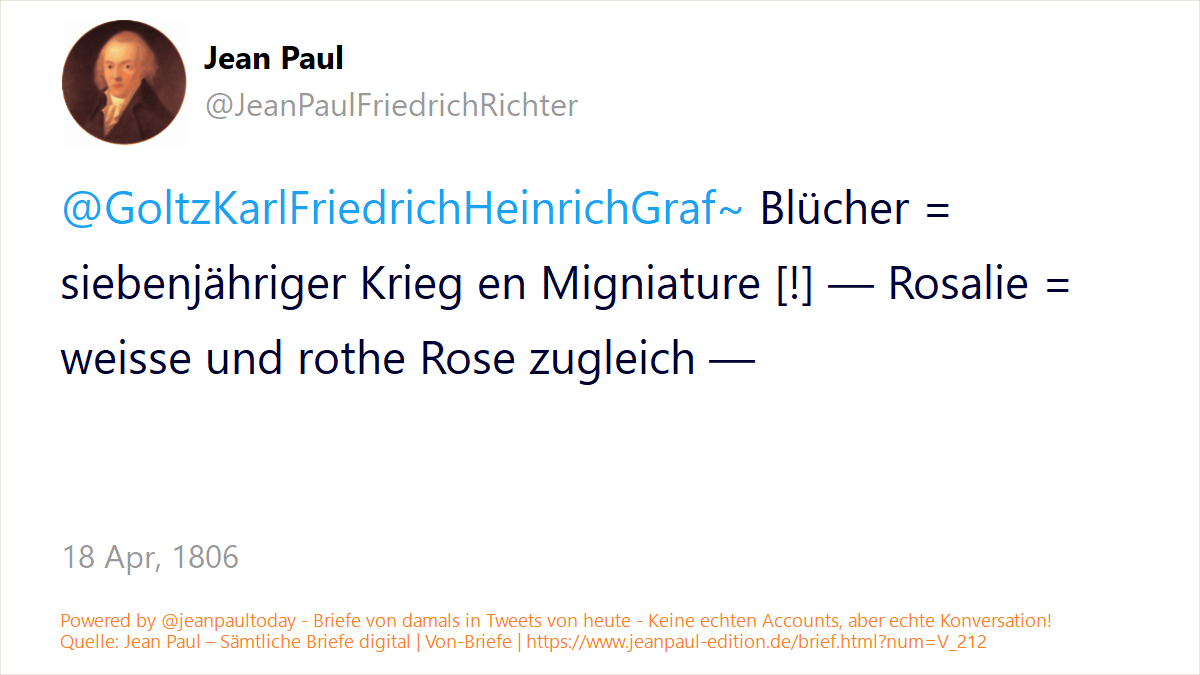 Jean Paul
@JeanPaulFriedrichRichter
@GoltzKarlFriedrichHeinrichGraf~ Blücher =
siebenjähriger Krieg en Migniature [!] — Rosalie =
weisse und rothe Rose zugleich —
18 Apr, 1806
Powered by @jeanpaultoday - Briefe von damals in Tweets von heute - Keine echten Accounts, aber echte Konversation!
Quelle: Jean Paul – Sämtliche Briefe digital | Von-Briefe | https://www.jeanpaul-edition.de/brief.html?num=V_212